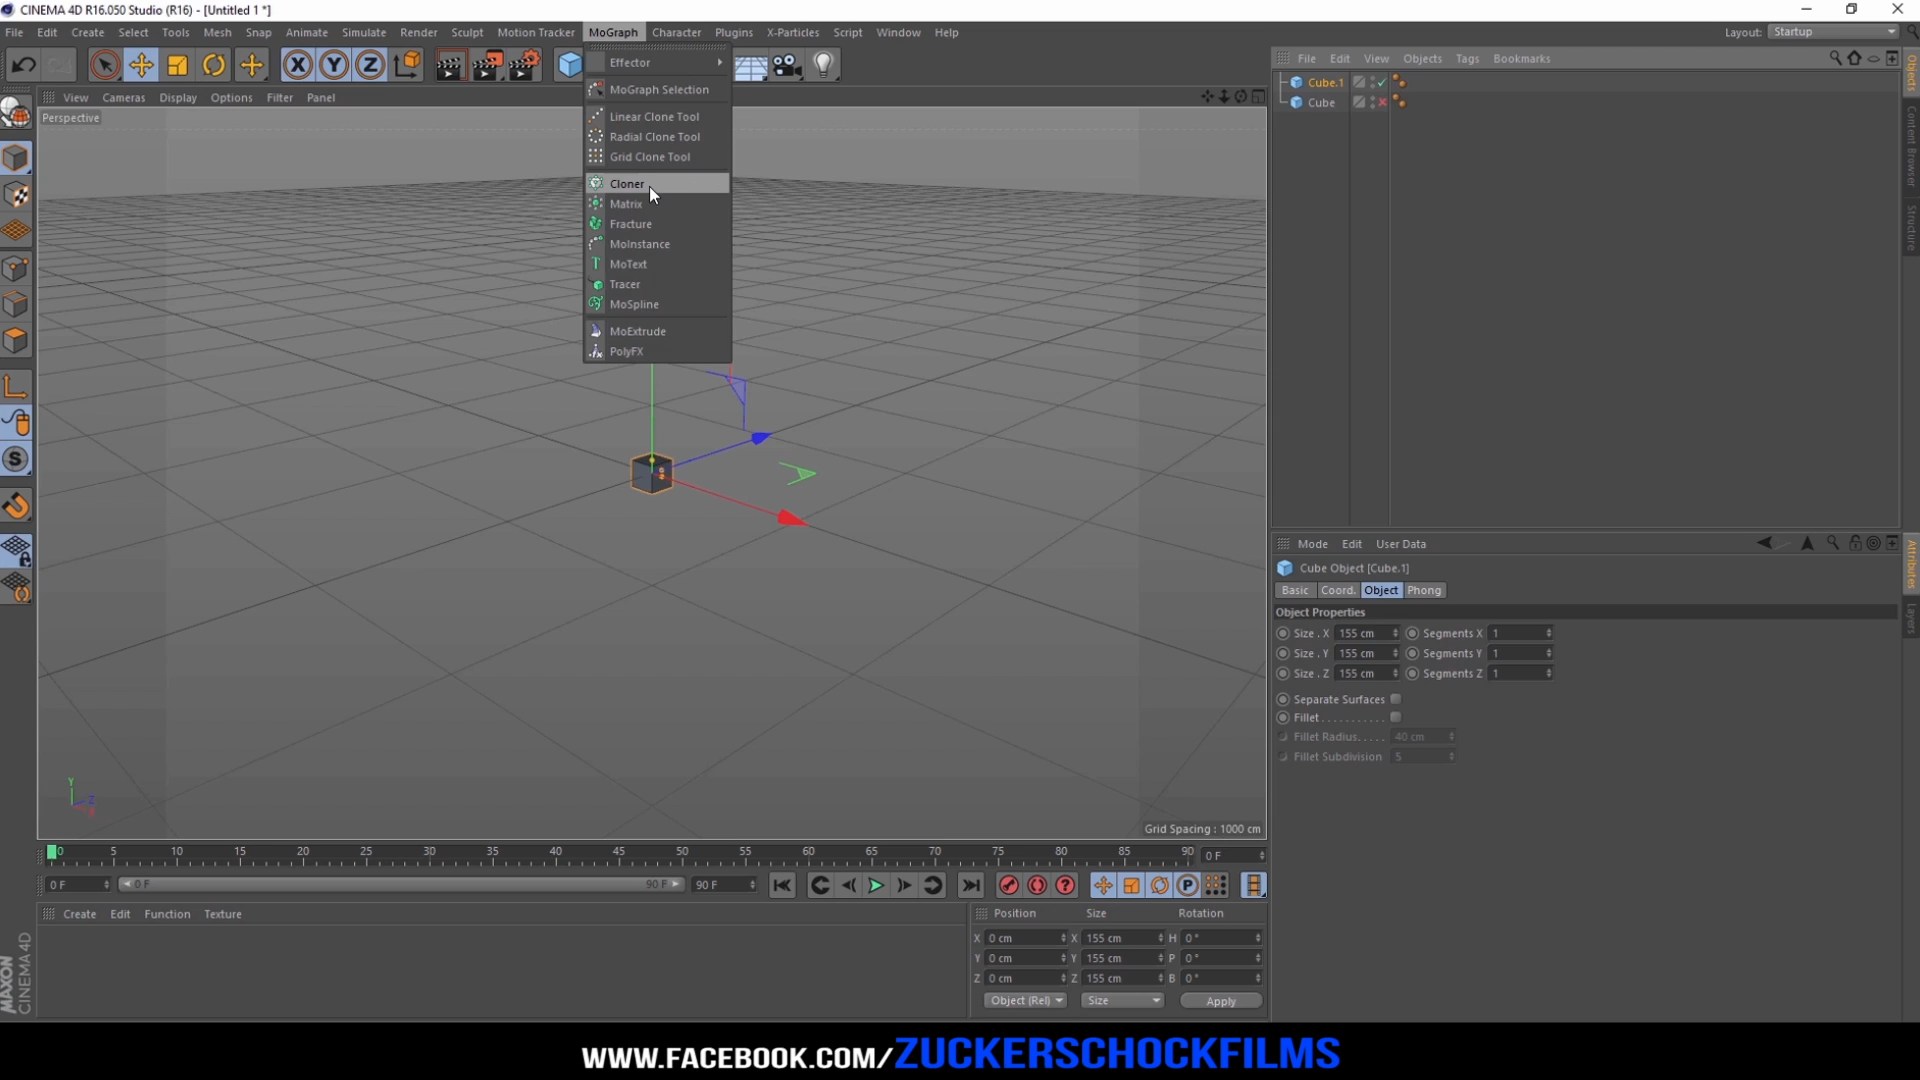 CINEMA 4D R16.050 Studio (R16) - [Untitled 1 *]
File Edit Create Select Tools Mesh Snap Animate Simulate Render Sculpt Motion Tracker MoGraph Character Plugins X-Particles Script Window Help Layout: Startup
Effector
MoGraph Selection
Linear Clone Tool
Radial Clone Tool
Grid Clone Tool
Cloner
Matrix
Fracture
MoInstance
MoText
Tracer
MoSpline
MoExtrude
PolyFX
View Cameras Display Options Filter Panel
Perspective
Y
Z
X
Grid Spacing : 1000 cm
File Edit View Objects Tags Bookmarks
Cube.1
Cube
Objects
Content Browser
Structure
Mode Edit User Data
Cube Object [Cube.1]
Basic Coord. Object Phong
Object Properties
Size . X 155 cm Segments X 1
Size . Y 155 cm Segments Y 1
Size . Z 155 cm Segments Z 1
Separate Surfaces
Fillet . . . . . . . . . . .
Fillet Radius. . . . . 40 cm
Fillet Subdivision 5
Attributes
Layers
0 5 10 15 20 25 30 35 40 45 50 55 60 65 70 75 80 85 90 0 F
0 F 0 F 90 F 90 F
Create Edit Function Texture
Position Size Rotation
X 0 cm X 155 cm H 0 °
Y 0 cm Y 155 cm P 0 °
Z 0 cm Z 155 cm B 0 °
Object (Rel) Size Apply
MAXON
CINEMA 4D
WWW.FACEBOOK.COM/ZUCKERSCHOCKFILMS